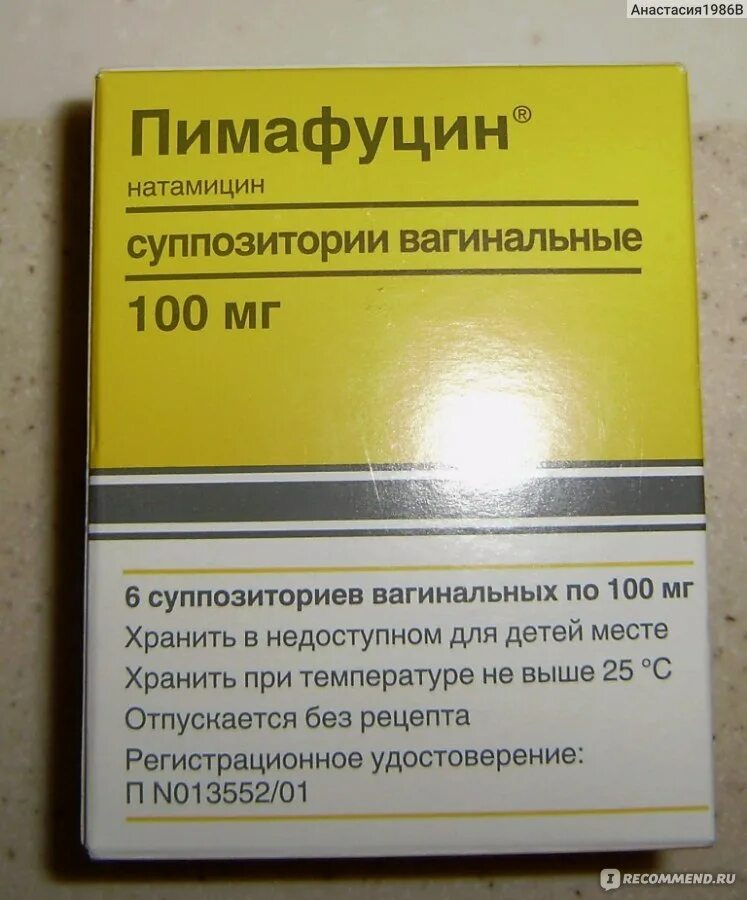 Анастасия1986В
Пимафуцин®
натамицин
суппозитории вагинальные
100 мг
6 суппозиториев вагинальных по 100 мг
Хранить в недоступном для детей месте
Хранить при температуре не выше 25 °C
Отпускается без рецепта
Регистрационное удостоверение:
П N013552/01
IRECOMMEND.RU